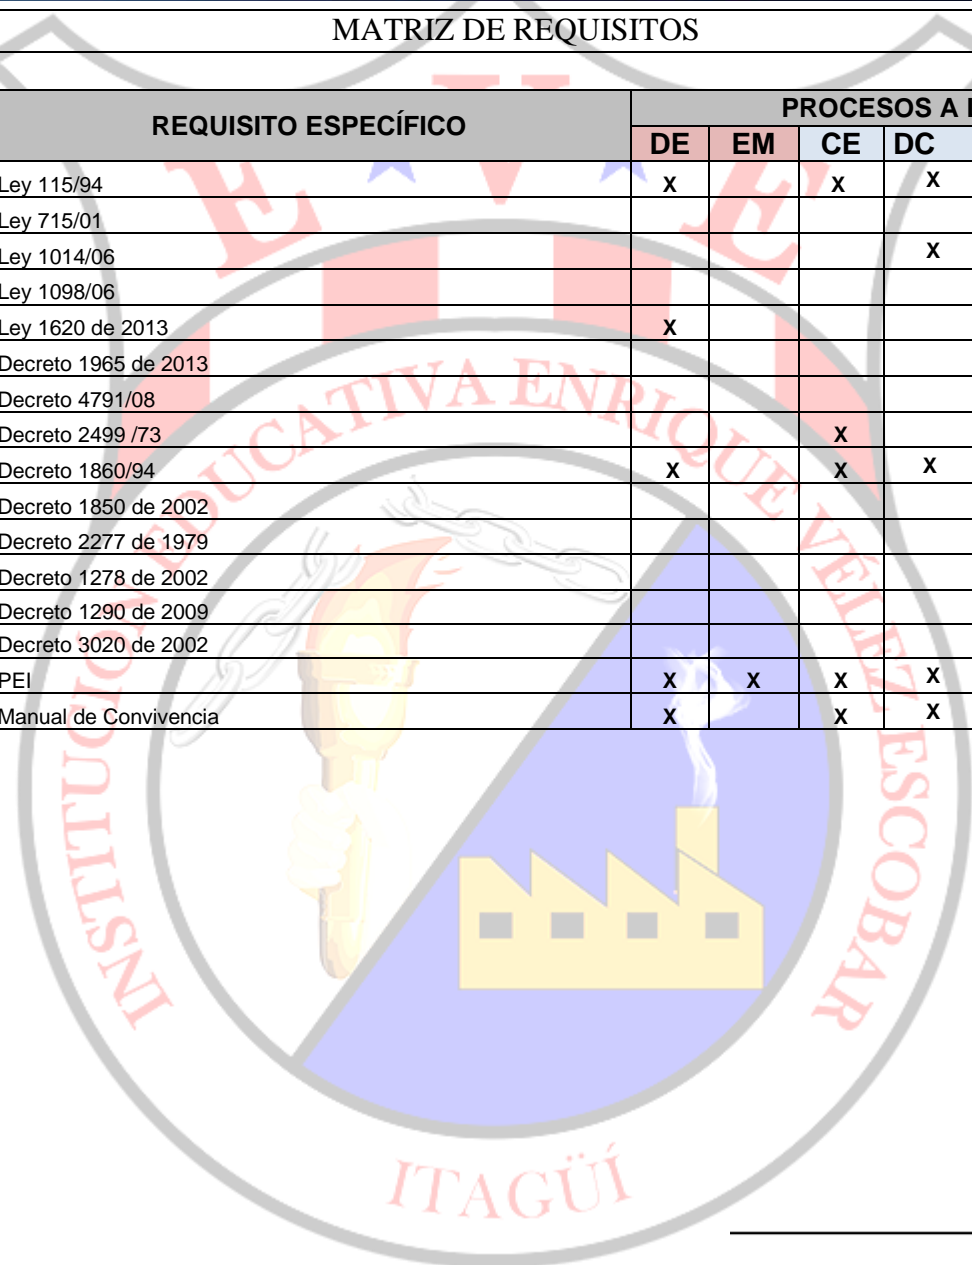 MATRIZ DE REQUISITOS
REQUISITO ESPECÍFICO PROCESOS A
DE EM CE DC
Ley 115/94 X X X
Ley 715/01
Ley 1014/06 X
Ley 1098/06
Ley 1620 de 2013 X
Decreto 1965 de 2013
Decreto 4791/08
Decreto 2499 /73 X
Decreto 1860/94 X X X
Decreto 1850 de 2002
Decreto 2277 de 1979
Decreto 1278 de 2002
Decreto 1290 de 2009
Decreto 3020 de 2002
PEI X X X X
Manual de Convivencia X X X
E V E
INSTITUCIÓN EDUCATIVA ENRIQUE VÉLEZ ESCOBAR
ITAGÜÍ